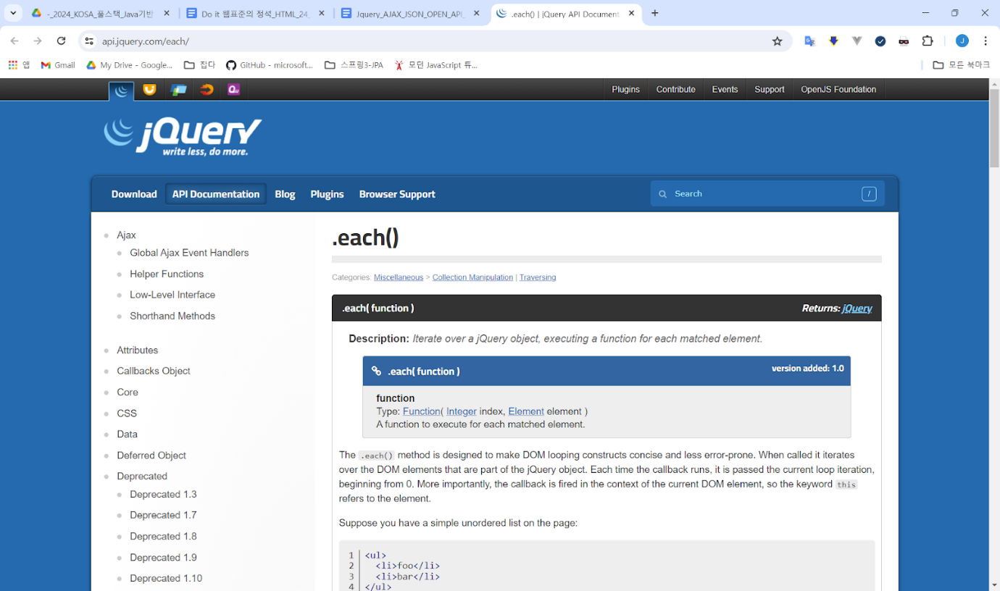 -_2024_KOSA_풀스택_Java기반
Do it 웹표준의 정석_HTML_24_
Jquery_AJAX_JSON_OPEN_API_
.each() | jQuery API Document
api.jquery.com/each/
J
앱
Gmail
My Drive - Google...
잡다
GitHub - microsoft...
스프링3-JPA
모던 JavaScript 튜...
모든 북마크
Plugins
Contribute
Events
Support
OpenJS Foundation
jQuery
write less, do more.
Download
API Documentation
Blog
Plugins
Browser Support
Search
/
Ajax
Global Ajax Event Handlers
Helper Functions
Low-Level Interface
Shorthand Methods
Attributes
Callbacks Object
Core
CSS
Data
Deferred Object
Deprecated
Deprecated 1.3
Deprecated 1.7
Deprecated 1.8
Deprecated 1.9
Deprecated 1.10
.each()
Categories: Miscellaneous > Collection Manipulation | Traversing
.each( function )
Returns: jQuery
Description: Iterate over a jQuery object, executing a function for each matched element.
.each( function )
version added: 1.0
function
Type: Function( Integer index, Element element )
A function to execute for each matched element.
The .each() method is designed to make DOM looping constructs concise and less error-prone. When called it iterates
over the DOM elements that are part of the jQuery object. Each time the callback runs, it is passed the current loop iteration,
beginning from 0. More importantly, the callback is fired in the context of the current DOM element, so the keyword this
refers to the element.
Suppose you have a simple unordered list on the page:
1 <ul>
2 <li>foo</li>
3 <li>bar</li>
4 </ul>